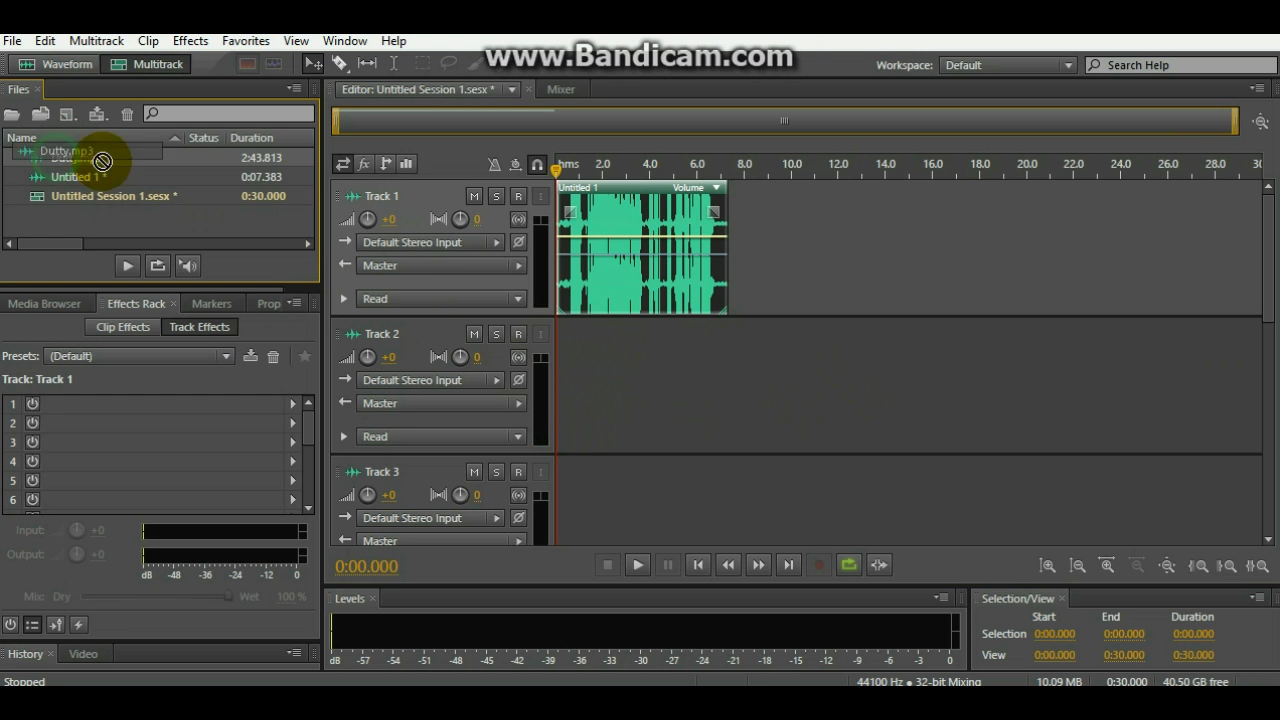 www.Bandicam.com
File Edit Multitrack Clip Effects Favorites View Window Help
Waveform Multitrack Workspace: Default Search Help
Files × Editor: Untitled Session 1.sesx * × Mixer
Name Status Duration
Dutty.mp3
2:43.813
Untitled 1 * 0:07.383
Untitled Session 1.sesx * 0:30.000
Media Browser Effects Rack × Markers Prop
Clip Effects Track Effects
Presets: (Default)
Track: Track 1
1
2
3
4
5
6
Input: +0
Output: +0
dB -48 -36 -24 -12 0
Mix: Dry Wet 100 %
History × Video
Stopped
fx hms 2.0 4.0 6.0 8.0 10.0 12.0 14.0 16.0 18.0 20.0 22.0 24.0 26.0 28.0 30
Track 1 M S R I
+0 0
Default Stereo Input
Master
Read
Untitled 1 Volume
Track 2 M S R I
+0 0
Default Stereo Input
Master
Read
Track 3 M S R I
+0 0
Default Stereo Input
Master
0:00.000
Levels ×
dB -57 -54 -51 -48 -45 -42 -39 -36 -33 -30 -27 -24 -21 -18 -15 -12 -9 -6 -3 0
Selection/View ×
Start End Duration
Selection 0:00.000 0:00.000 0:00.000
View 0:00.000 0:30.000 0:30.000
44100 Hz ● 32-bit Mixing 10.09 MB 0:30.000 40.50 GB free